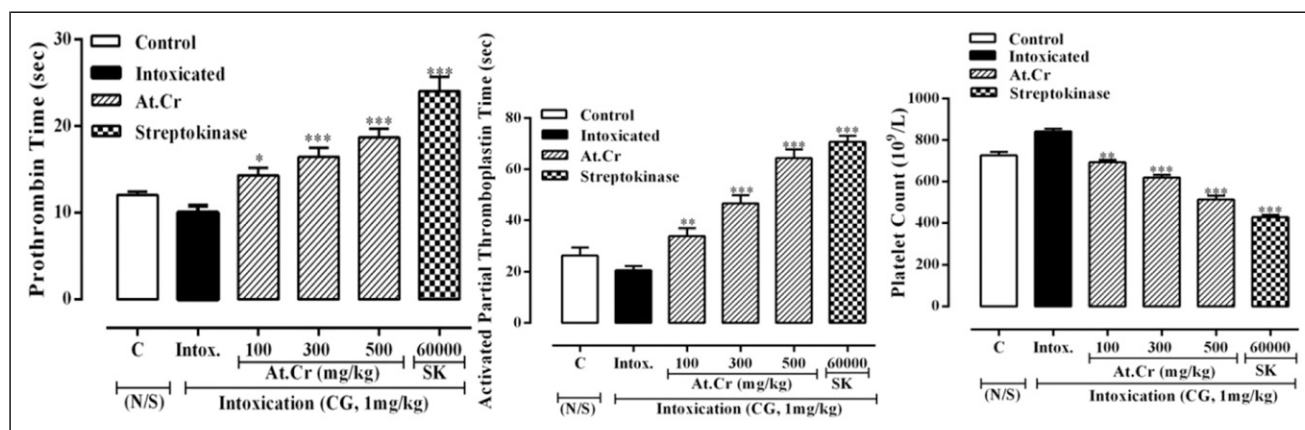 Prothrombin Time (sec)
30
20
10
0
Control
Intoxicated
At.Cr
Streptokinase
*
***
***
***
C
Intox.
100
300
500
60000
At.Cr (mg/kg)
SK
(N/S)
Intoxication (CG, 1mg/kg)
Activated Partial Thromboplastin Time (sec)
80
60
40
20
0
Control
Intoxicated
At.Cr
Streptokinase
**
***
***
***
C
Intox.
100
300
500
60000
At.Cr (mg/kg)
SK
(N/S)
Intoxication (CG, 1mg/kg)
Platelet Count (10⁹/L)
1000
800
600
400
200
0
Control
Intoxicated
At.Cr
Streptokinase
**
***
***
***
C
Intox.
100
300
500
60000
At.Cr (mg/kg)
SK
(N/S)
Intoxication (CG, 1mg/kg)